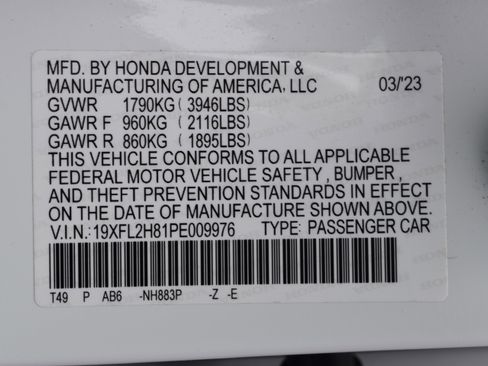 MFD. BY HONDA DEVELOPMENT &
MANUFACTURING OF AMERICA, LLC 03/'23
GVWR 1790KG ( 3946LBS)
GAWR F 960KG ( 2116LBS)
GAWR R 860KG ( 1895LBS)
THIS VEHICLE CONFORMS TO ALL APPLICABLE
FEDERAL MOTOR VEHICLE SAFETY , BUMPER ,
AND THEFT PREVENTION STANDARDS IN EFFECT
ON THE DATE OF MANUFACTURE SHOWN ABOVE.
V.I.N.: 19XFL2H81PE009976 TYPE: PASSENGER CAR
T49 P AB6 -NH883P -Z -E